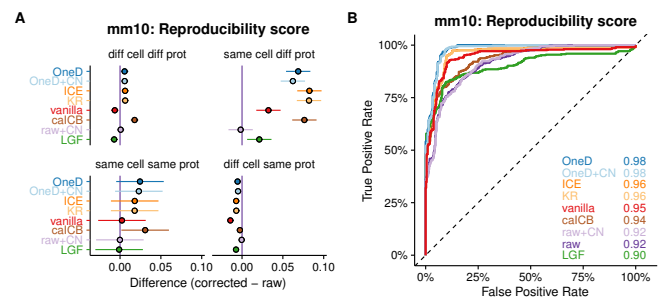 A
mm10: Reproducibility score
diff cell diff prot
same cell diff prot
OneD
OneD+CN
ICE
KR
vanilla
calCB
raw+CN
LGF
same cell same prot
diff cell same prot
OneD
OneD+CN
ICE
KR
vanilla
calCB
raw+CN
LGF
0.00 0.05 0.10 0.00 0.05 0.10
Difference (corrected − raw)
B
mm10: Reproducibility score
True Positive Rate
100%
75%
50%
25%
0%
OneD 0.98
OneD+CN 0.98
ICE 0.96
KR 0.96
vanilla 0.95
calCB 0.94
raw+CN 0.92
raw 0.92
LGF 0.90
0% 25% 50% 75% 100%
False Positive Rate